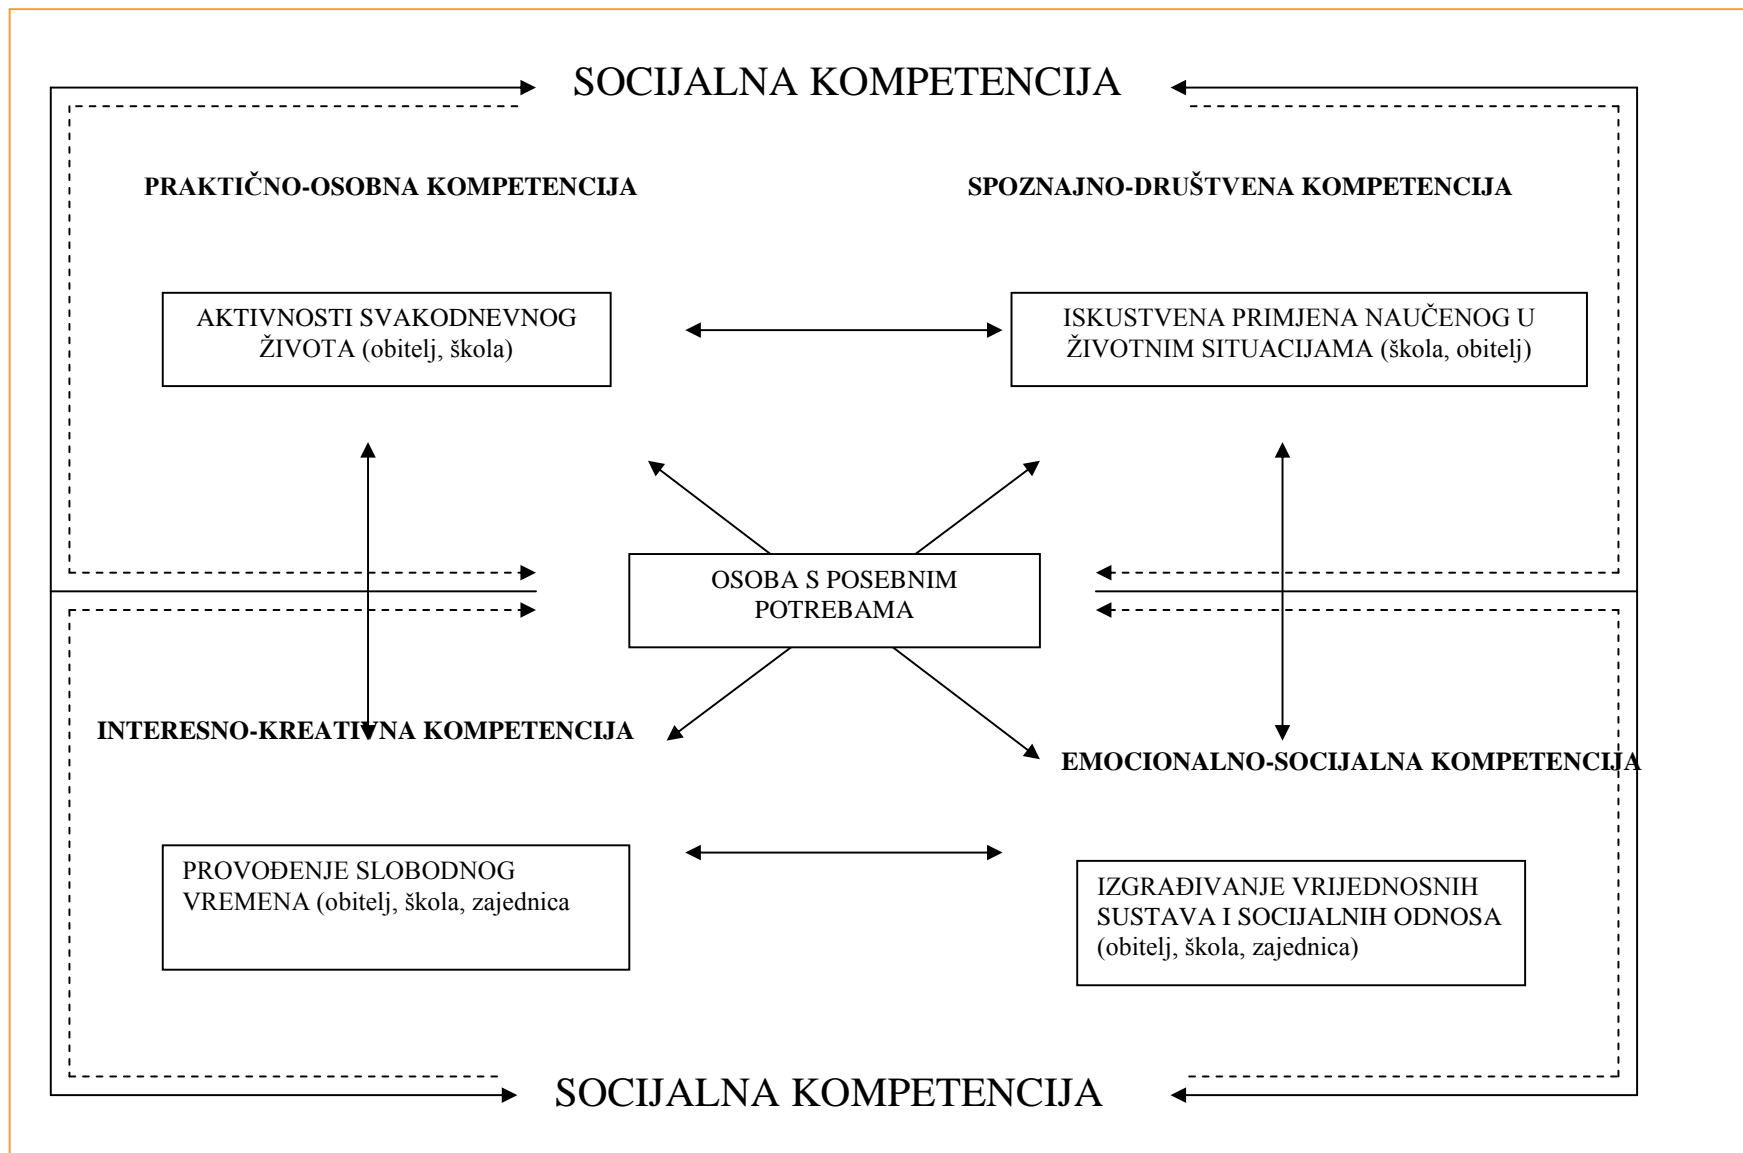 SOCIJALNA KOMPETENCIJA
PRAKTIČNO-OSOBNA KOMPETENCIJA
SPOZNAJNO-DRUŠTVENA KOMPETENCIJA
AKTIVNOSTI SVAKODNEVNOG
ŽIVOTA (obitelj, škola)
ISKUSTVENA PRIMJENA NAUČENOG U
ŽIVOTNIM SITUACIJAMA (škola, obitelj)
OSOBA S POSEBNIM
POTREBAMA
INTERESNO-KREATIVNA KOMPETENCIJA
EMOCIONALNO-SOCIJALNA KOMPETENCIJA
PROVOĐENJE SLOBODNOG
VREMENA (obitelj, škola, zajednica
IZGRAĐIVANJE VRIJEDNOSNIH
SUSTAVA I SOCIJALNIH ODNOSA
(obitelj, škola, zajednica)
SOCIJALNA KOMPETENCIJA